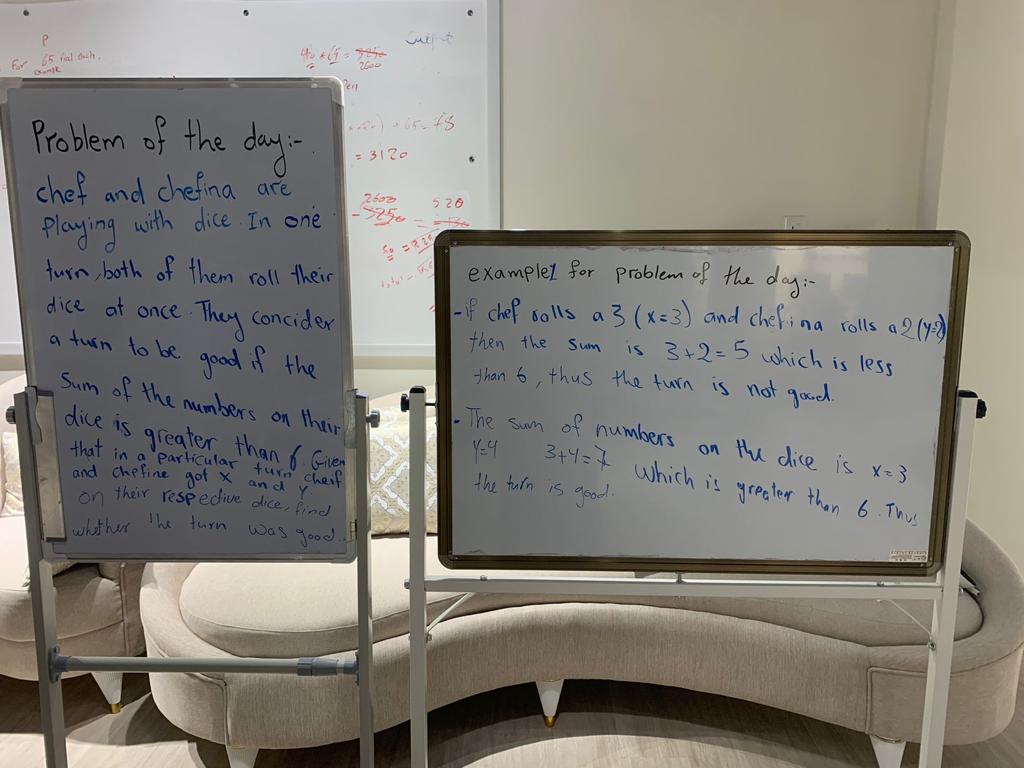 P
For 65 rial each.
example
40 * 65 = 5250
2600
output
= 3120
2600
520
Problem of the day:-
chef and chefina are
Playing with dice. In one
turn, both of them roll their
dice at once. They concider
a turn to be good if the
Sum of the numbers on their
dice is greater than 6. Given
that in a particular turn cheif
and chefine got X and Y
on their respective dice, find
whether the turn was good.
example1 for problem of the day:-
- if chef rolls a 3 (x=3) and chefina rolls a 2 (y=2)
then the sum is 3+2=5 which is less
than 6, thus the turn is not good.
- The sum of numbers on the dice is x=3
Y=4 3+4=7 which is greater than 6. Thus
the turn is good.